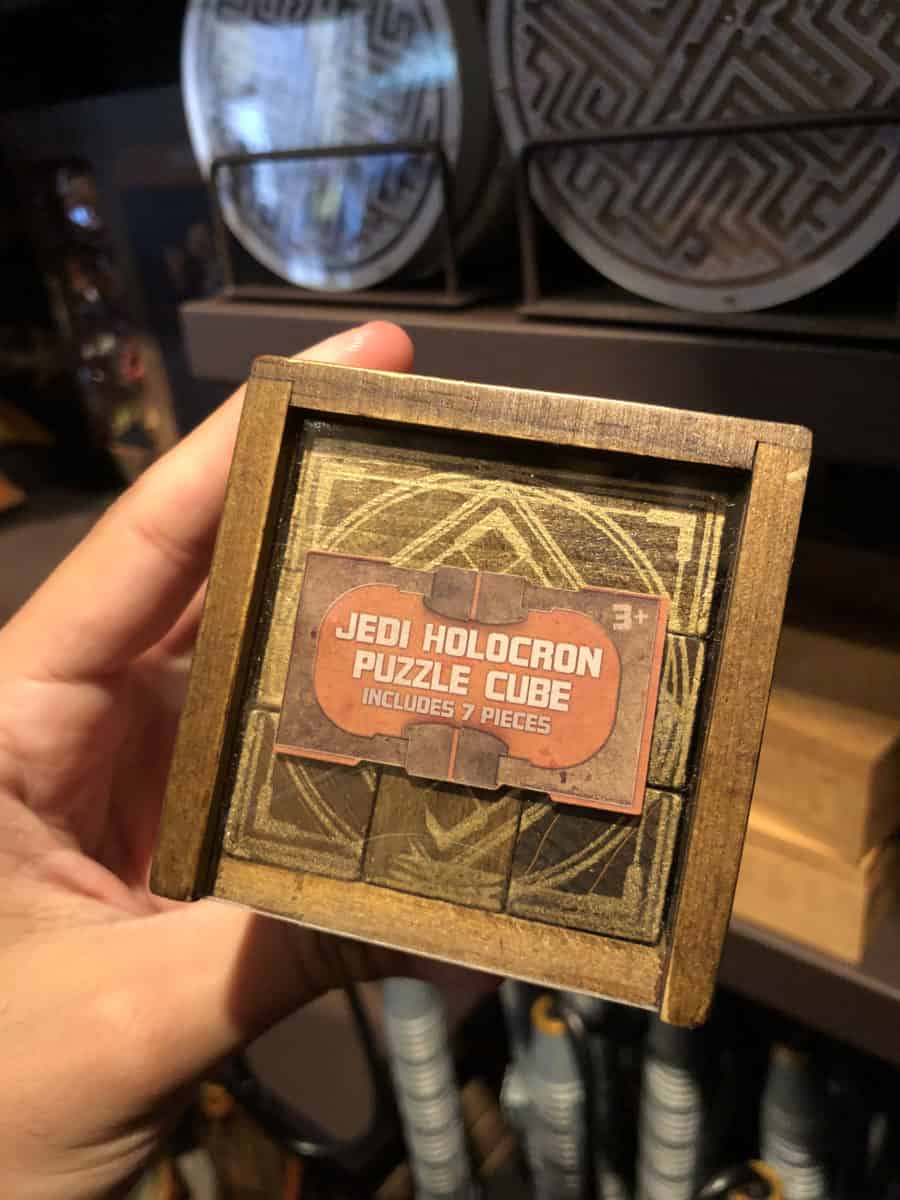 3+
JEDI HOLOCRON
PUZZLE CUBE
INCLUDES 7 PIECES